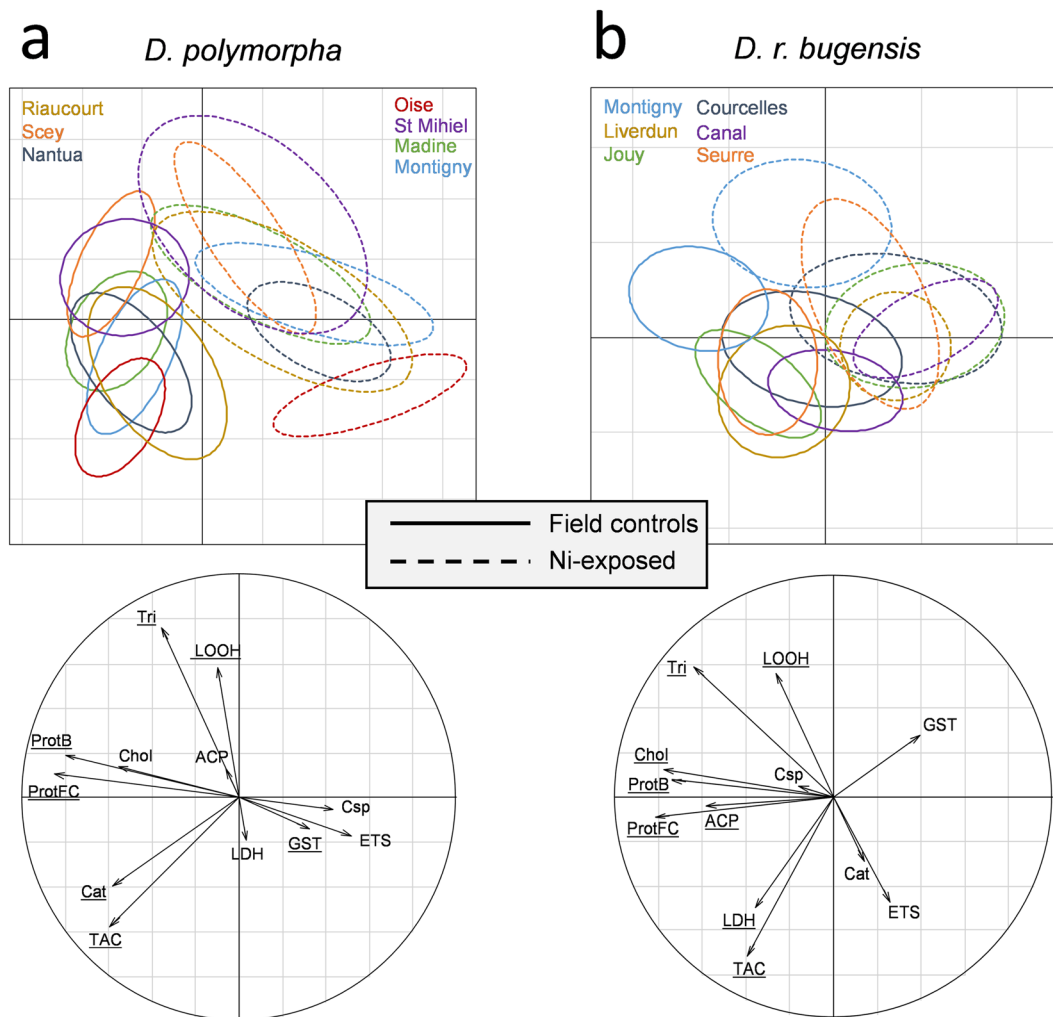 a
D. polymorpha
b
D. r. bugensis
Riaucourt
Scey
Nantua
Oise
St Mihiel
Madine
Montigny
Montigny
Liverdun
Jouy
Courcelles
Canal
Seurre
Field controls
Ni-exposed
Tri
LOOH
ProtB
Chol
ACP
ProtFC
Csp
GST
ETS
LDH
Cat
TAC
Tri
LOOH
GST
Chol
Csp
ProtB
ACP
ProtFC
Cat
LDH
ETS
TAC